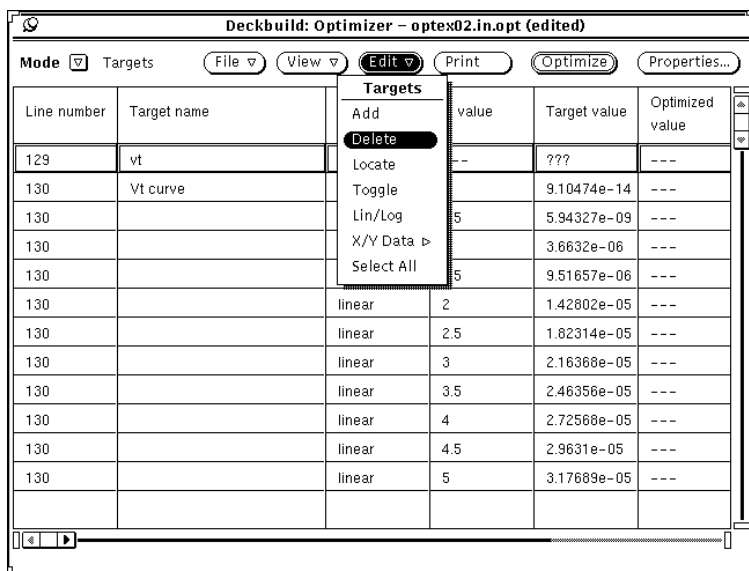 Deckbuild: Optimizer – optex02.in.opt (edited)
Mode Targets File View Edit Print Optimize Properties...
Targets
Add
Delete
Locate
Toggle
Lin/Log
X/Y Data
Select All
Line number Target name value Target value Optimized value
129 vt -- ??? ---
130 Vt curve 9.10474e-14 ---
130 5 5.94327e-09 ---
130 3.6632e-06 ---
130 5 9.51657e-06 ---
130 linear 2 1.42802e-05 ---
130 linear 2.5 1.82314e-05 ---
130 linear 3 2.16368e-05 ---
130 linear 3.5 2.46356e-05 ---
130 linear 4 2.72568e-05 ---
130 linear 4.5 2.9631e-05 ---
130 linear 5 3.17689e-05 ---